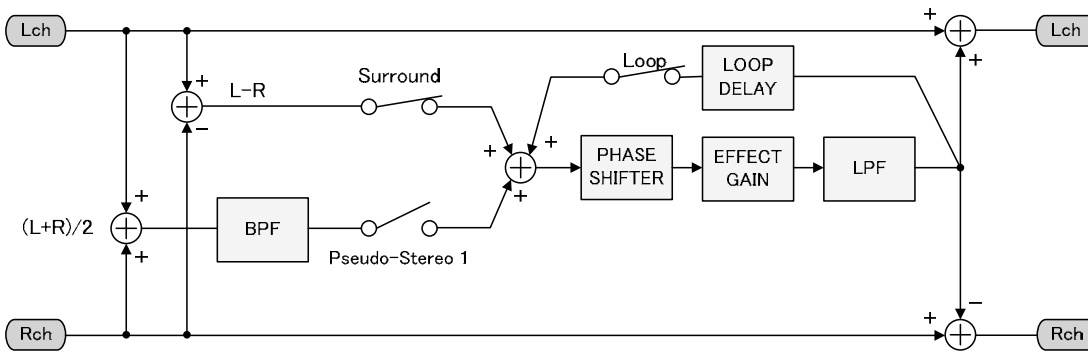 Lch
+
+
Lch
+
Loop
LOOP
DELAY
+
L-R
Surround
-
+
+
PHASE
SHIFTER
EFFECT
GAIN
LPF
+
+
(L+R)/2
BPF
+
Pseudo-Stereo 1
-
Rch
+
Rch